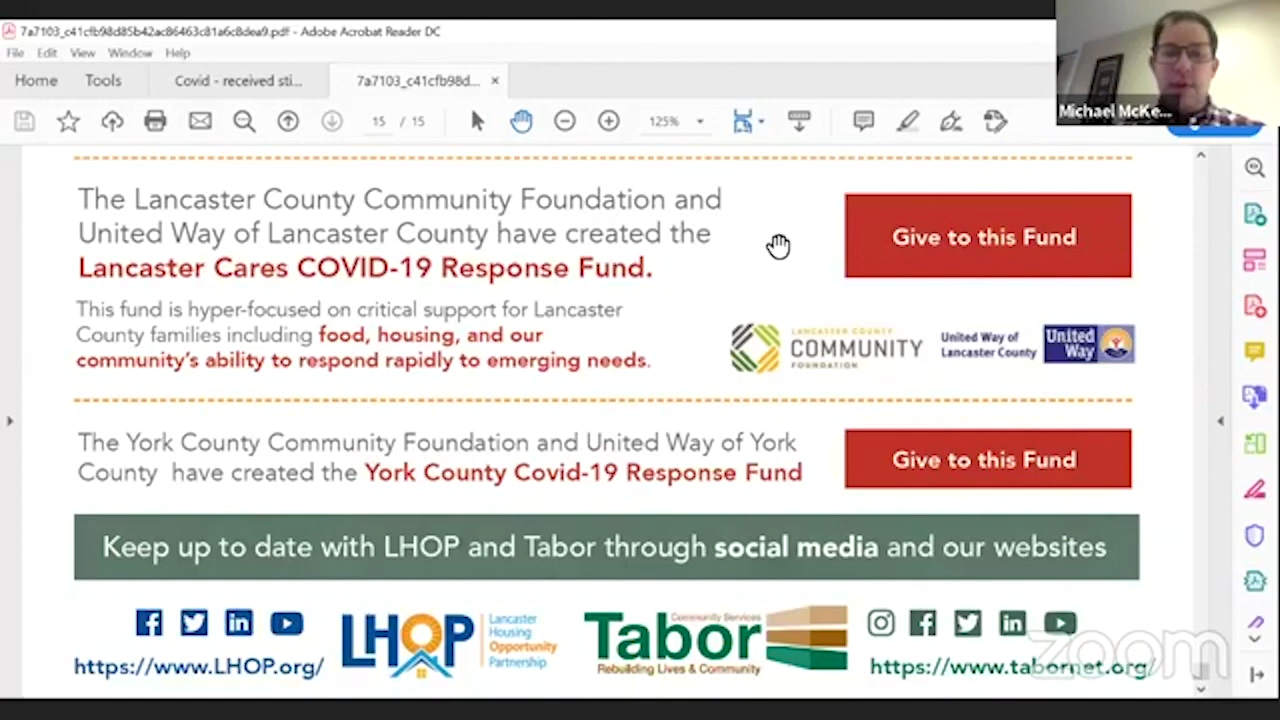 7a7103_c41cfb98d85b42ac86463c81a6c8dea9.pdf - Adobe Acrobat Reader DC
File Edit View Window Help
Home Tools Covid - received sti... 7a7103_c41cfb98d... ×
15 / 15 125%
Michael McKe...
The Lancaster County Community Foundation and
United Way of Lancaster County have created the
Lancaster Cares COVID-19 Response Fund.
Give to this Fund
This fund is hyper-focused on critical support for Lancaster
County families including food, housing, and our
community's ability to respond rapidly to emerging needs.
LANCASTER COUNTY
COMMUNITY
FOUNDATION
United Way of
Lancaster County
United
Way
The York County Community Foundation and United Way of York
County have created the York County Covid-19 Response Fund
Give to this Fund
Keep up to date with LHOP and Tabor through social media and our websites
LHOP
Lancaster
Housing
Opportunity
Partnership
https://www.LHOP.org/
Community Services
Tabor
Rebuilding Lives & Community
https://www.tabornet.org/
zoom